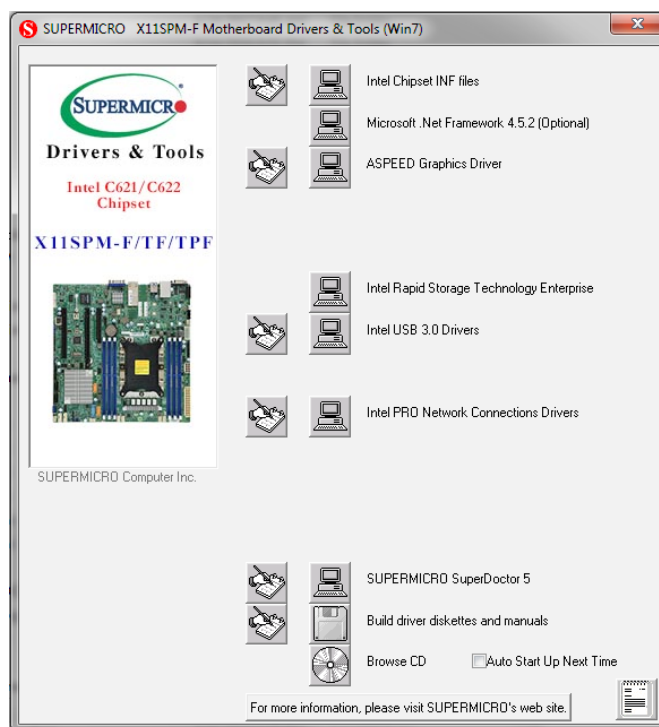 SUPERMICRO X11SPM-F Motherboard Drivers & Tools (Win7)
SUPERMICRO
Drivers & Tools
Intel C621/C622
Chipset
X11SPM-F/TF/TPF
SUPERMICRO Computer Inc.
Intel Chipset INF files
Microsoft .Net Framework 4.5.2 (Optional)
ASPEED Graphics Driver
Intel Rapid Storage Technology Enterprise
Intel USB 3.0 Drivers
Intel PRO Network Connections Drivers
SUPERMICRO SuperDoctor 5
Build driver diskettes and manuals
Browse CD
Auto Start Up Next Time
For more information, please visit SUPERMICRO's web site.